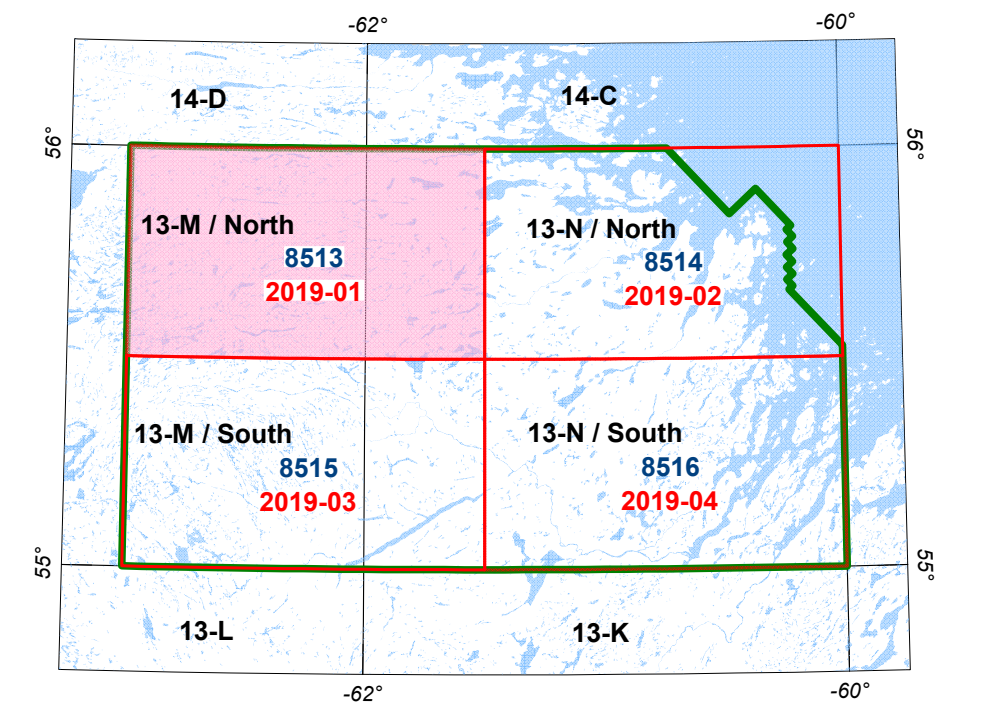 -62°
-60°
14-D
14-C
56°
56°
13-M / North
8513
2019-01
13-N / North
8514
2019-02
13-M / South
8515
2019-03
13-N / South
8516
2019-04
55°
55°
13-L
13-K
-62°
-60°